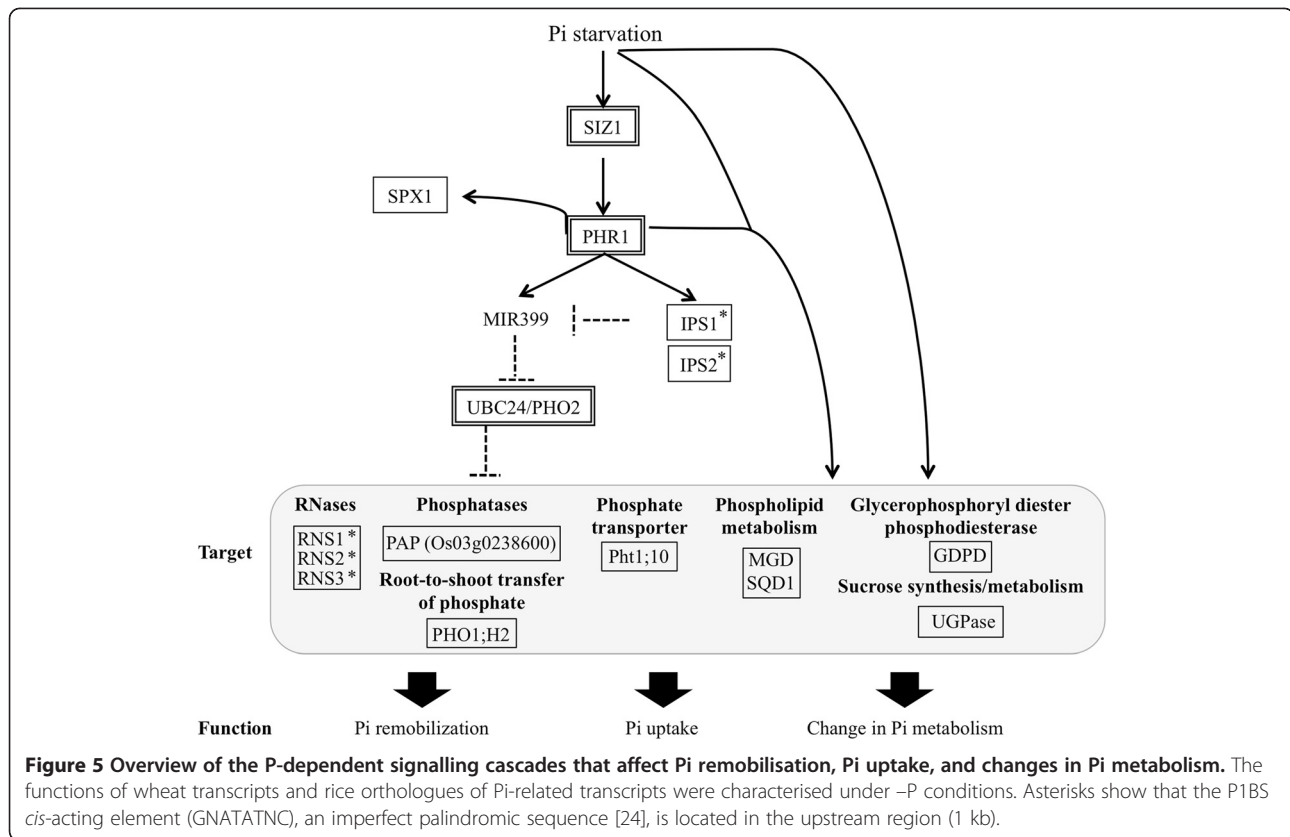 Pi starvation
SIZ1
SPX1
PHR1
MIR399
IPS1*
IPS2*
UBC24/PHO2
Target
RNases
RNS1*
RNS2*
RNS3*
Phosphatases
PAP (Os03g0238600)
Root-to-shoot transfer
of phosphate
PHO1;H2
Phosphate
transporter
Pht1;10
Phospholipid
metabolism
MGD
SQD1
Glycerophosphoryl diester
phosphodiesterase
GDPD
Sucrose synthesis/metabolism
UGPase
Function
Pi remobilization
Pi uptake
Change in Pi metabolism
Figure 5 Overview of the P-dependent signalling cascades that affect Pi remobilisation, Pi uptake, and changes in Pi metabolism. The
functions of wheat transcripts and rice orthologues of Pi-related transcripts were characterised under –P conditions. Asterisks show that the P1BS
cis-acting element (GNATATNC), an imperfect palindromic sequence [24], is located in the upstream region (1 kb).